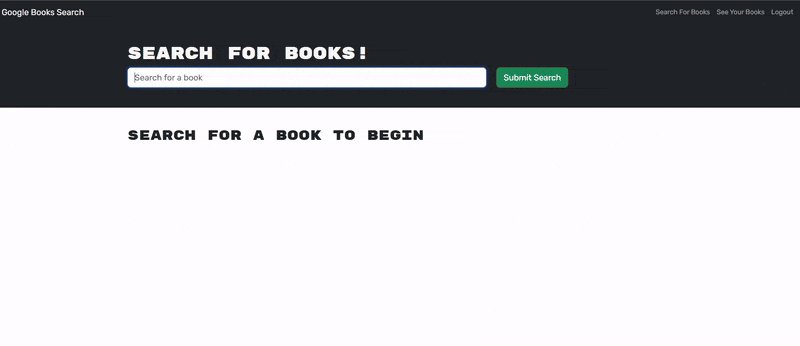 Google Books Search
Search For Books See Your Books Logout
SEARCH FOR BOOKS!
Search for a book
Submit Search
SEARCH FOR A BOOK TO BEGIN